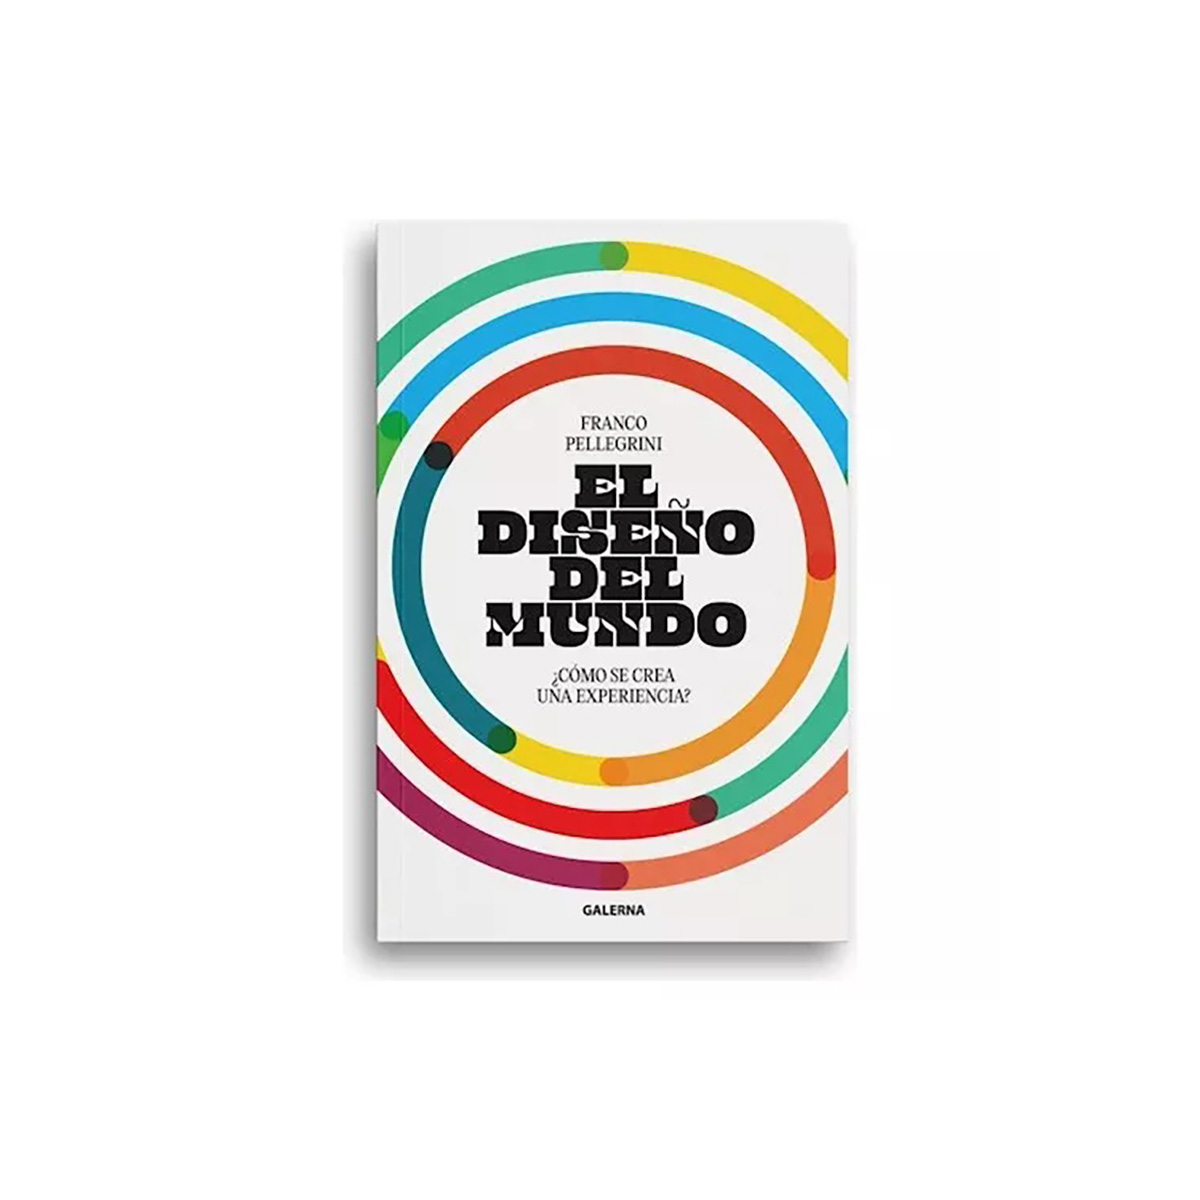 FRANCO
PELLEGRINI
EL
DISEÑO
DEL
MUNDO
¿CÓMO SE CREA
UNA EXPERIENCIA?
GALERNA